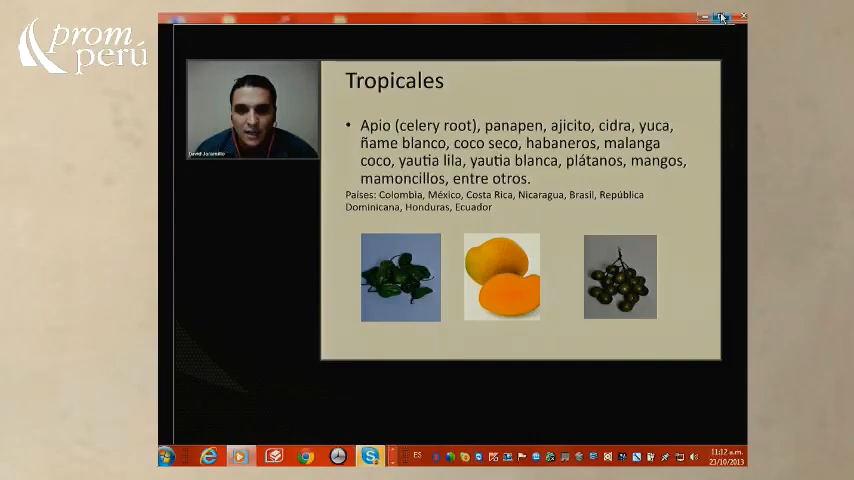 prom
perú
Tropicales
• Apio (celery root), panapen, ajicito, cidra, yuca,
ñame blanco, coco seco, habaneros, malanga
coco, yautia lila, yautia blanca, plátanos, mangos,
mamoncillos, entre otros.
Países: Colombia, México, Costa Rica, Nicaragua, Brasil, República
Dominicana, Honduras, Ecuador
David Jaramillo
ES
11:12 a.m.
23/10/2013